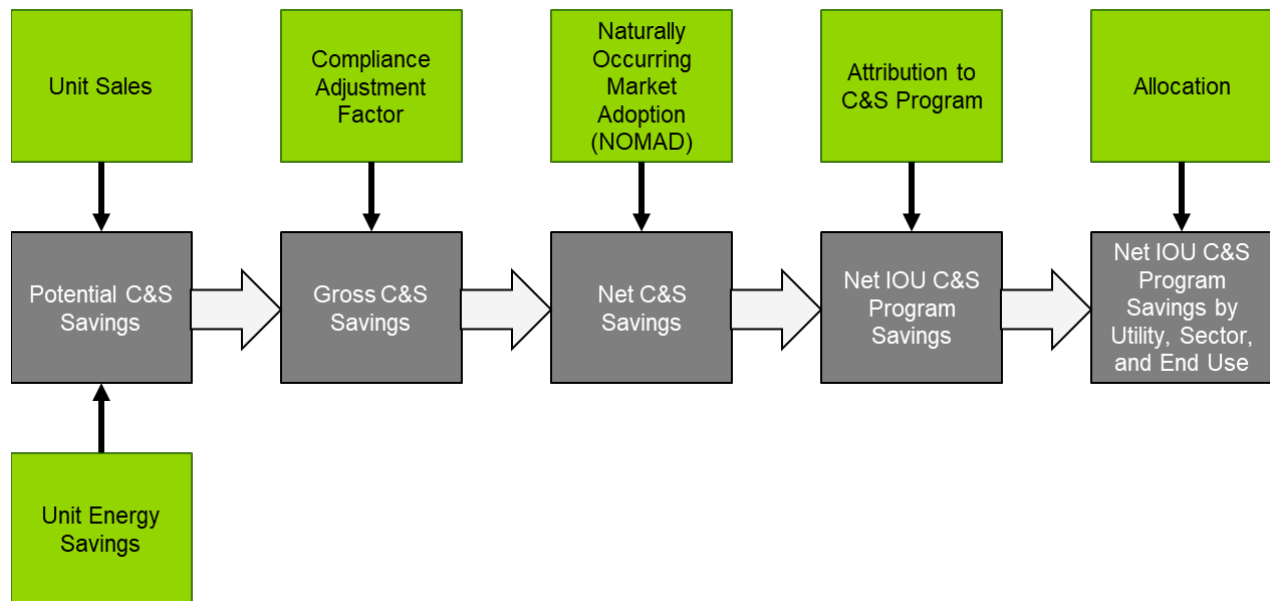 Unit Sales
Compliance
Adjustment
Factor
Naturally
Occurring
Market
Adoption
(NOMAD)
Attribution to
C&S Program
Allocation
Potential C&S
Savings
Gross C&S
Savings
Net C&S
Savings
Net IOU C&S
Program
Savings
Net IOU C&S
Program
Savings by
Utility, Sector,
and End Use
Unit Energy
Savings